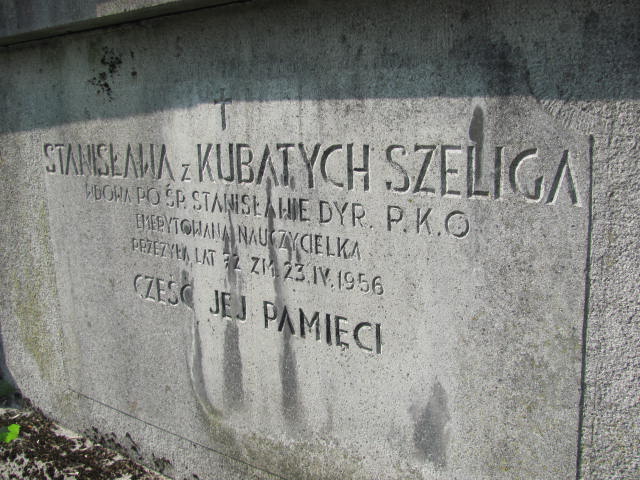 STANISŁAWA z KUBATYCH SZELIGA
WDOWA PO ŚP. STANISŁAWIE DYR. P.K.O
EMERYTOWANA NAUCZYCIELKA
PRZEŻYŁA LAT 72 ZM. 23.IV.1956
CZEŚĆ JEJ PAMIĘCI